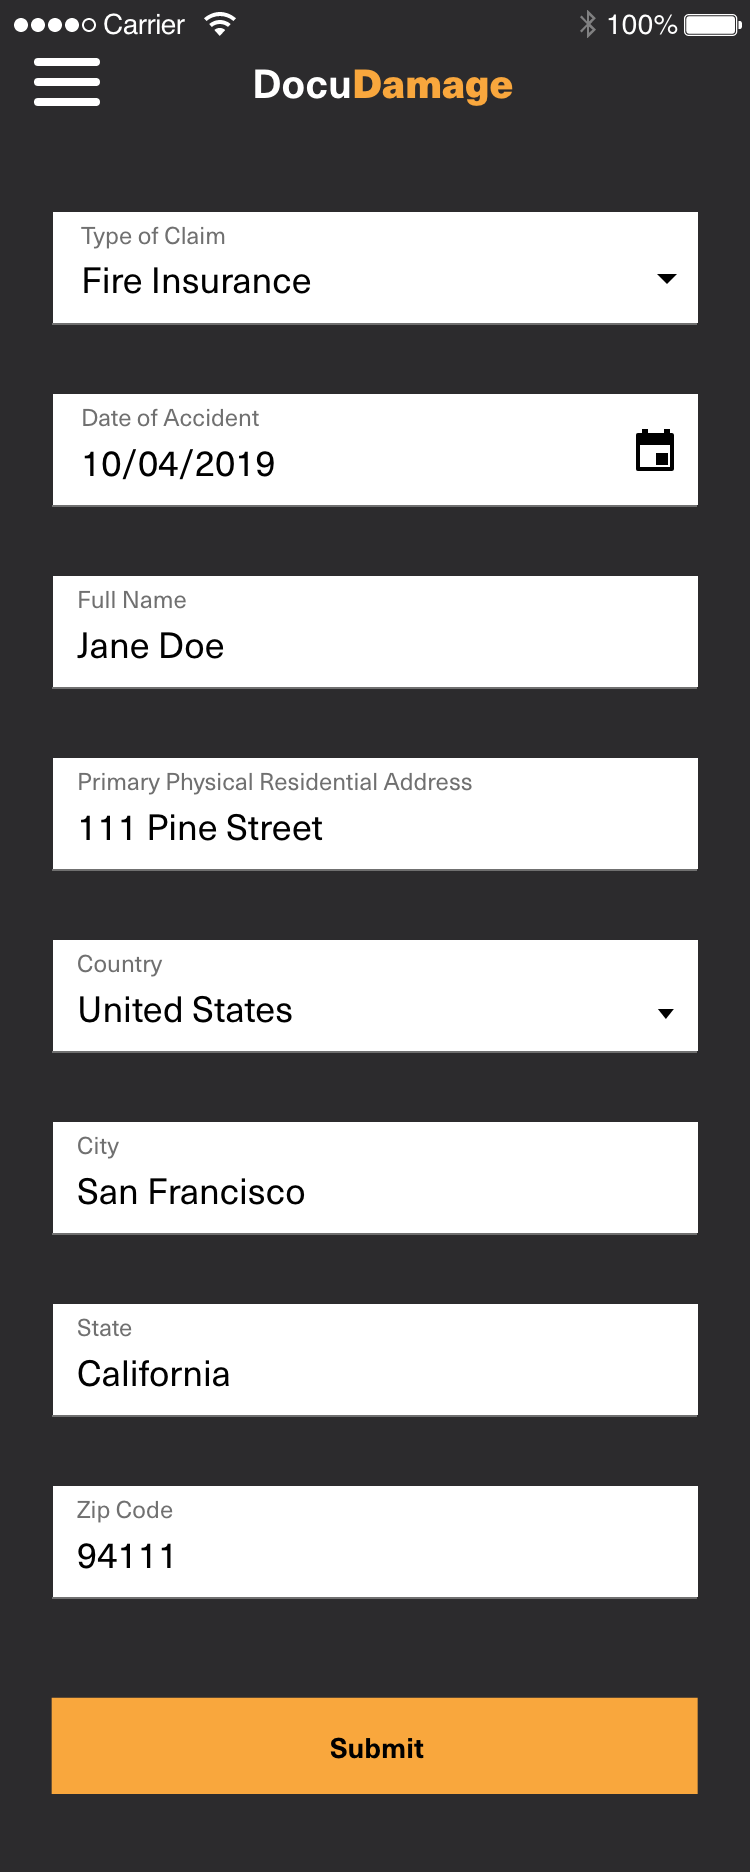 Carrier 100%
DocuDamage
Type of Claim
Fire Insurance
Date of Accident
10/04/2019
Full Name
Jane Doe
Primary Physical Residential Address
111 Pine Street
Country
United States
City
San Francisco
State
California
Zip Code
94111
Submit